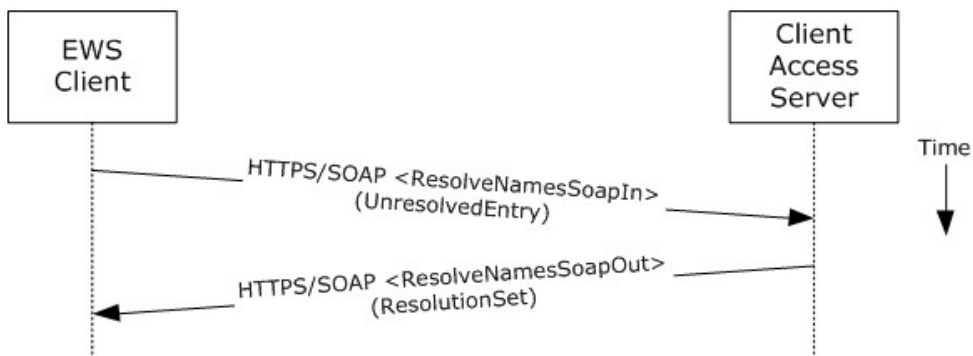 EWS
Client
Client
Access
Server
Time
HTTPS/SOAP <ResolveNamesSoapIn>
(UnresolvedEntry)
HTTPS/SOAP <ResolveNamesSoapOut>
(ResolutionSet)